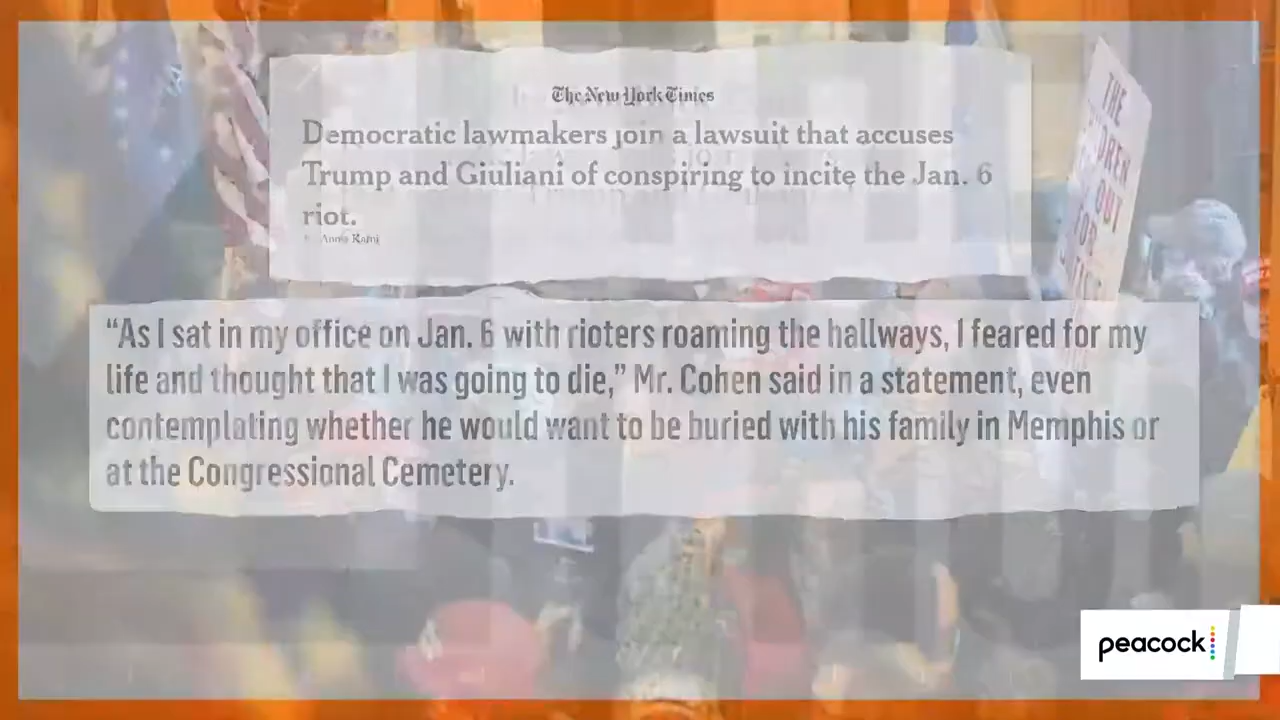 The New York Times
Democratic lawmakers join a lawsuit that accuses
Trump and Giuliani of conspiring to incite the Jan. 6
riot.
“As I sat in my office on Jan. 6 with rioters roaming the hallways, I feared for my
life and thought that I was going to die,” Mr. Cohen said in a statement, even
contemplating whether he would want to be buried with his family in Memphis or
at the Congressional Cemetery.
THE
OUT
FOR
peacock